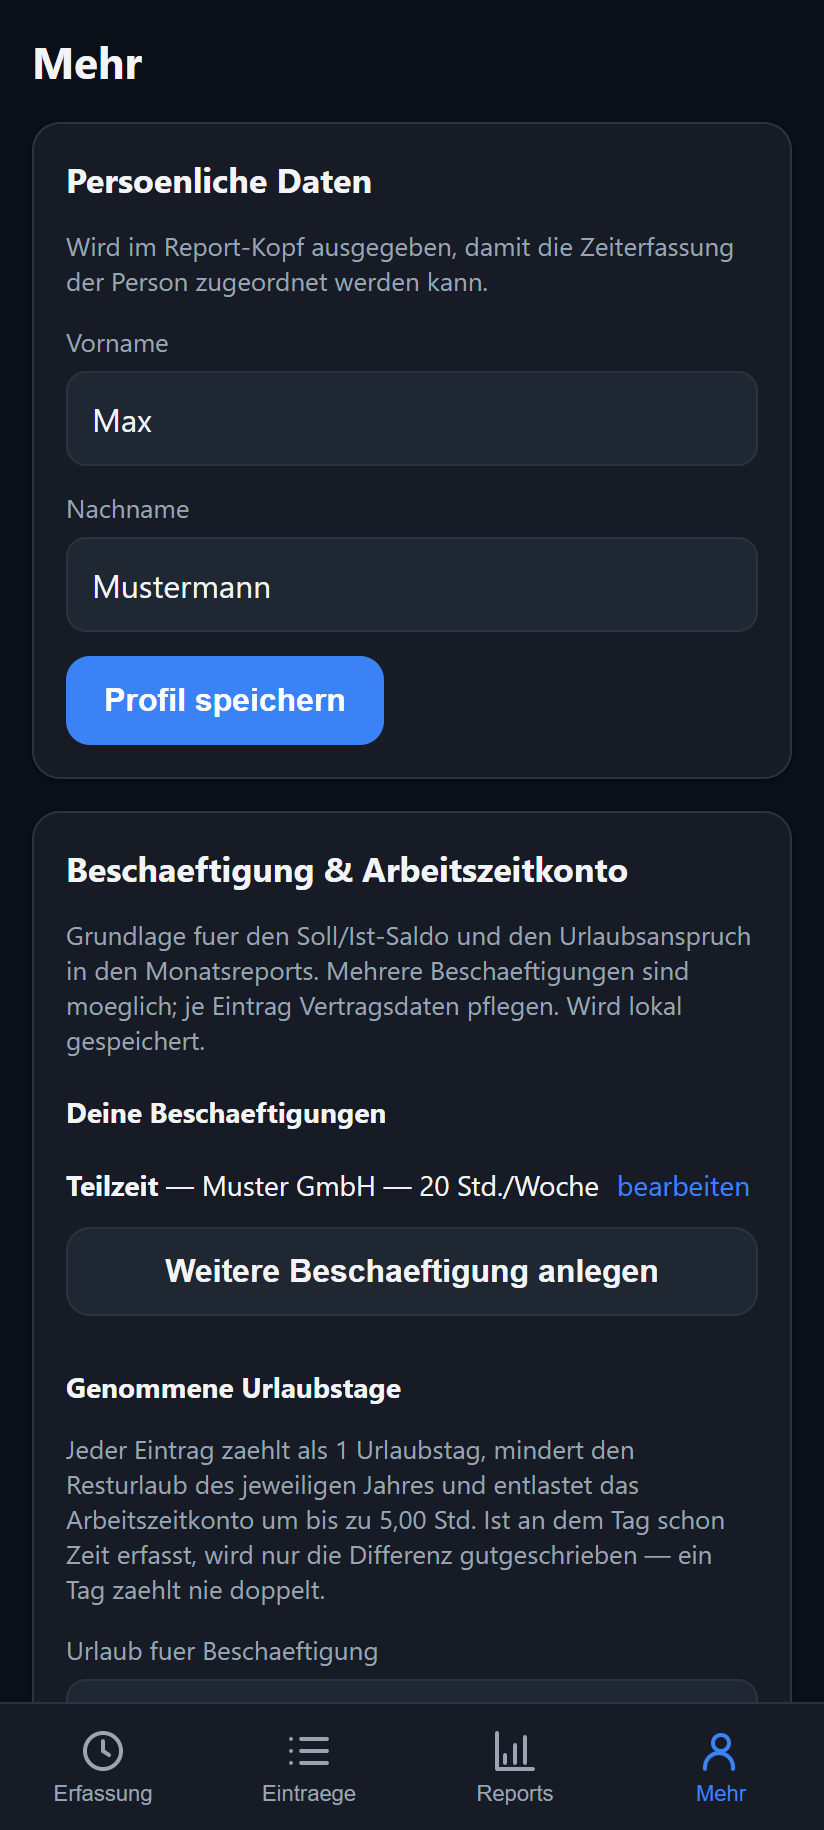 Mehr
Persoenliche Daten
Wird im Report-Kopf ausgegeben, damit die Zeiterfassung
der Person zugeordnet werden kann.
Vorname
Max
Nachname
Mustermann
Profil speichern
Beschaeftigung & Arbeitszeitkonto
Grundlage fuer den Soll/Ist-Saldo und den Urlaubsanspruch
in den Monatsreports. Mehrere Beschaeftigungen sind
moeglich; je Eintrag Vertragsdaten pflegen. Wird lokal
gespeichert.
Deine Beschaeftigungen
Teilzeit — Muster GmbH — 20 Std./Woche bearbeiten
Weitere Beschaeftigung anlegen
Genommene Urlaubstage
Jeder Eintrag zaehlt als 1 Urlaubstag, mindert den
Resturlaub des jeweiligen Jahres und entlastet das
Arbeitszeitkonto um bis zu 5,00 Std. Ist an dem Tag schon
Zeit erfasst, wird nur die Differenz gutgeschrieben — ein
Tag zaehlt nie doppelt.
Urlaub fuer Beschaeftigung
Erfassung Eintraege Reports Mehr